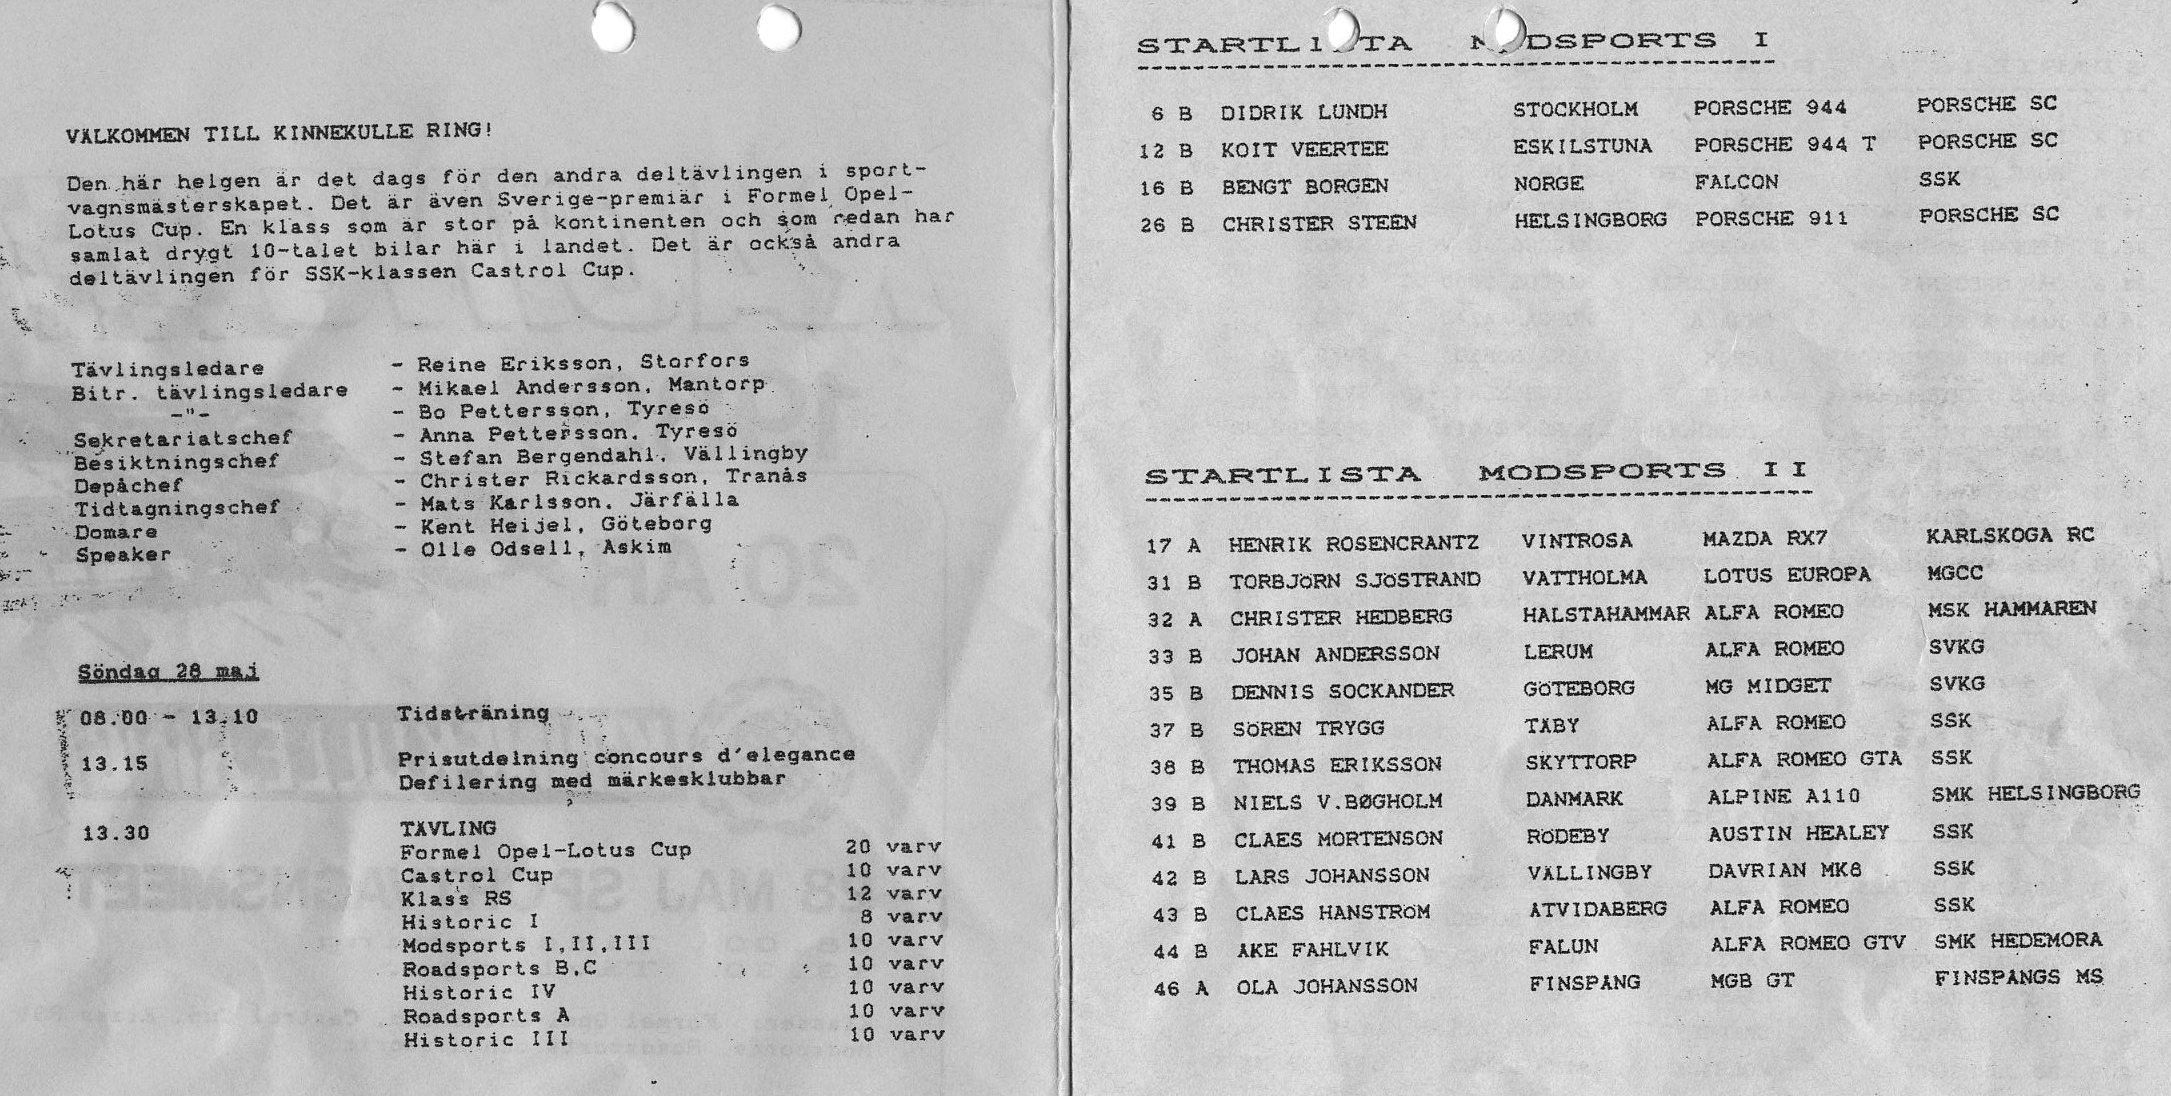 VÄLKOMMEN TILL KINNEKULLE RING!
Den här helgen är det dags för den andra deltävlingen i sport-
vagnsmästerskapet. Det är även Sverige-premiär i Formel Opel-
Lotus Cup. En klass som är stor på kontinenten och som redan har
samlat drygt 10-talet bilar här i landet. Det är också andra
deltävlingen för SSK-klassen Castrol Cup.
Tävlingsledare - Reine Eriksson, Storfors
Bitr. tävlingsledare - Mikael Andersson, Mantorp
-"- - Bo Pettersson, Tyresö
Sekretariatschef - Anna Pettersson, Tyresö
Besiktningschef - Stefan Bergendahl, Vällingby
Depåchef - Christer Rickardsson, Tranås
Tidtagningschef - Mats Karlsson, Järfälla
Domare - Kent Heijel, Göteborg
Speaker - Olle Odsell, Askim
Söndag 28 maj
08.00 - 13.10 Tidsträning
13.15 Prisutdelning concours d'elegance
Defilering med märkesklubbar
13.30 TÄVLING
Formel Opel-Lotus Cup 20 varv
Castrol Cup 10 varv
Klass RS 12 varv
Historic I 8 varv
Modsports I,II,III 10 varv
Roadsports B,C 10 varv
Historic IV 10 varv
Roadsports A 10 varv
Historic III 10 varv
STARTLISTA MODSPORTS I
6 B DIDRIK LUNDH STOCKHOLM PORSCHE 944 PORSCHE SC
12 B KOIT VEERTEE ESKILSTUNA PORSCHE 944 T PORSCHE SC
16 B BENGT BORGEN NORGE FALCON SSK
26 B CHRISTER STEEN HELSINGBORG PORSCHE 911 PORSCHE SC
STARTLISTA MODSPORTS II
17 A HENRIK ROSENCRANTZ VINTROSA MAZDA RX7 KARLSKOGA RC
31 B TORBJÖRN SJÖSTRAND VATTHOLMA LOTUS EUROPA MGCC
32 A CHRISTER HEDBERG HALSTAHAMMAR ALFA ROMEO MSK HAMMAREN
33 B JOHAN ANDERSSON LERUM ALFA ROMEO SVKG
35 B DENNIS SOCKANDER GÖTEBORG MG MIDGET SVKG
37 B SÖREN TRYGG TÄBY ALFA ROMEO SSK
38 B THOMAS ERIKSSON SKYTTORP ALFA ROMEO GTA SSK
39 B NIELS V.BØGHOLM DANMARK ALPINE A110 SMK HELSINGBORG
41 B CLAES MORTENSON RÖDEBY AUSTIN HEALEY SSK
42 B LARS JOHANSSON VÄLLINGBY DAVRIAN MK8 SSK
43 B CLAES HANSTRÖM ÅTVIDABERG ALFA ROMEO SSK
44 B ÅKE FAHLVIK FALUN ALFA ROMEO GTV SMK HEDEMORA
46 A OLA JOHANSSON FINSPÅNG MGB GT FINSPÅNGS MS